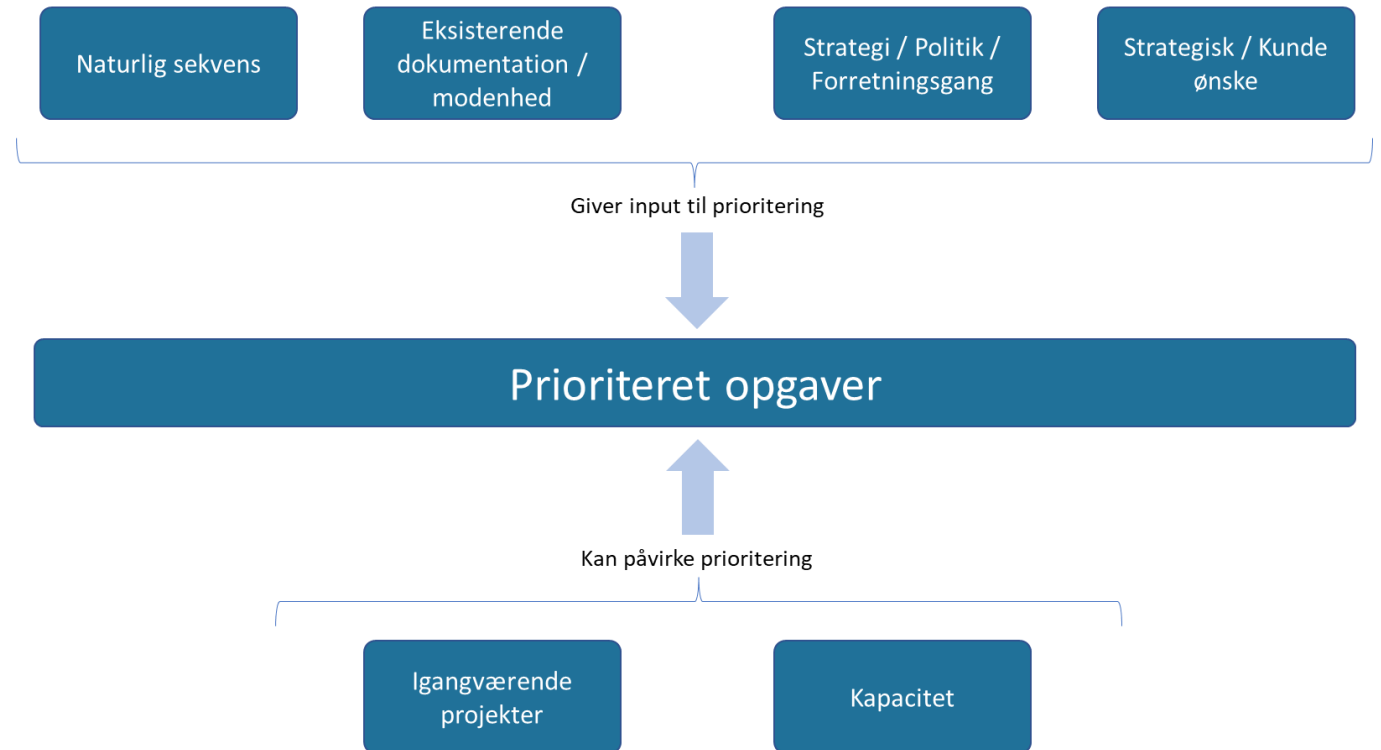 Naturlig sekvens
Eksisterende
dokumentation /
modenhed
Strategi / Politik /
Forretningsgang
Strategisk / Kunde
ønske
Giver input til prioritering
Prioriteret opgaver
Kan påvirke prioritering
Igangværende
projekter
Kapacitet